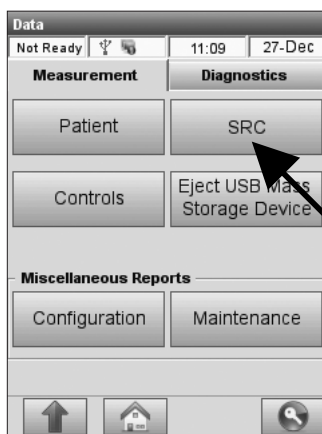 Data
Not Ready 11:09 27-Dec
Measurement Diagnostics
Patient SRC
Controls Eject USB Mass
Storage Device
Miscellaneous Reports
Configuration Maintenance